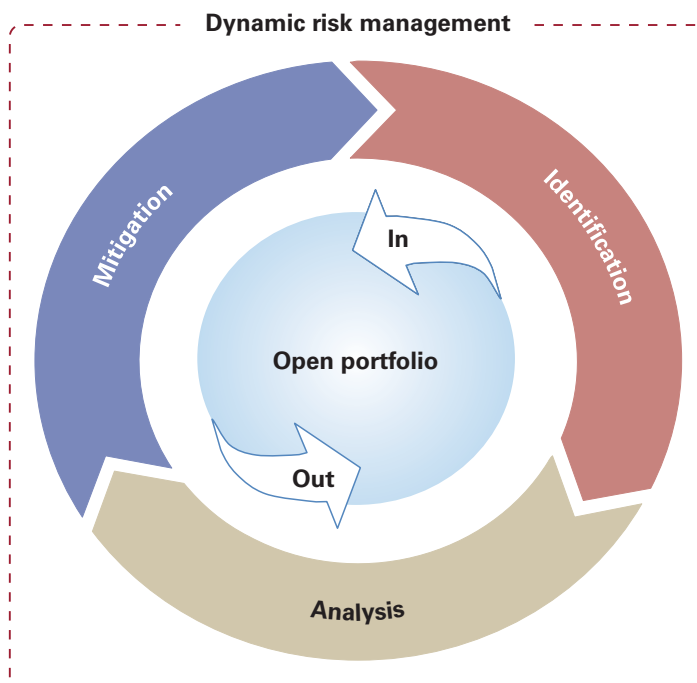 Dynamic risk management
Mitigation
Identification
In
Open portfolio
Out
Analysis